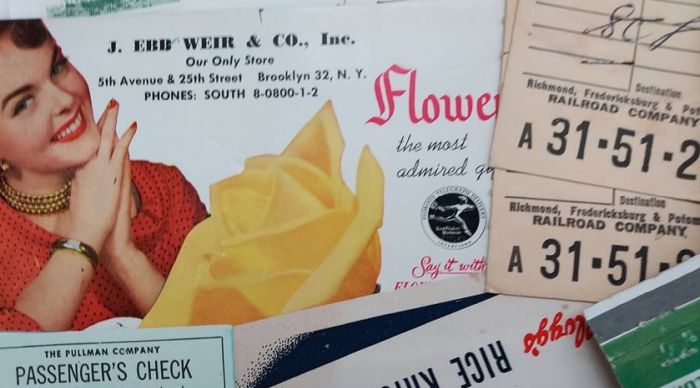 J. EBB WEIR & CO., Inc.
Our Only Store
5th Avenue & 25th Street Brooklyn 32, N. Y.
PHONES: SOUTH 8-0800-1-2
Flowe
the most
admired
Say it with
Destination
Richmond, Fredericksburg & Pot
RAILROAD COMPANY
A 31-51-2
Destination
Richmond, Fredericksburg & Potom
RAILROAD COMPANY
A 31-51-
THE PULLMAN COMPANY
PASSENGER'S CHECK
RICE